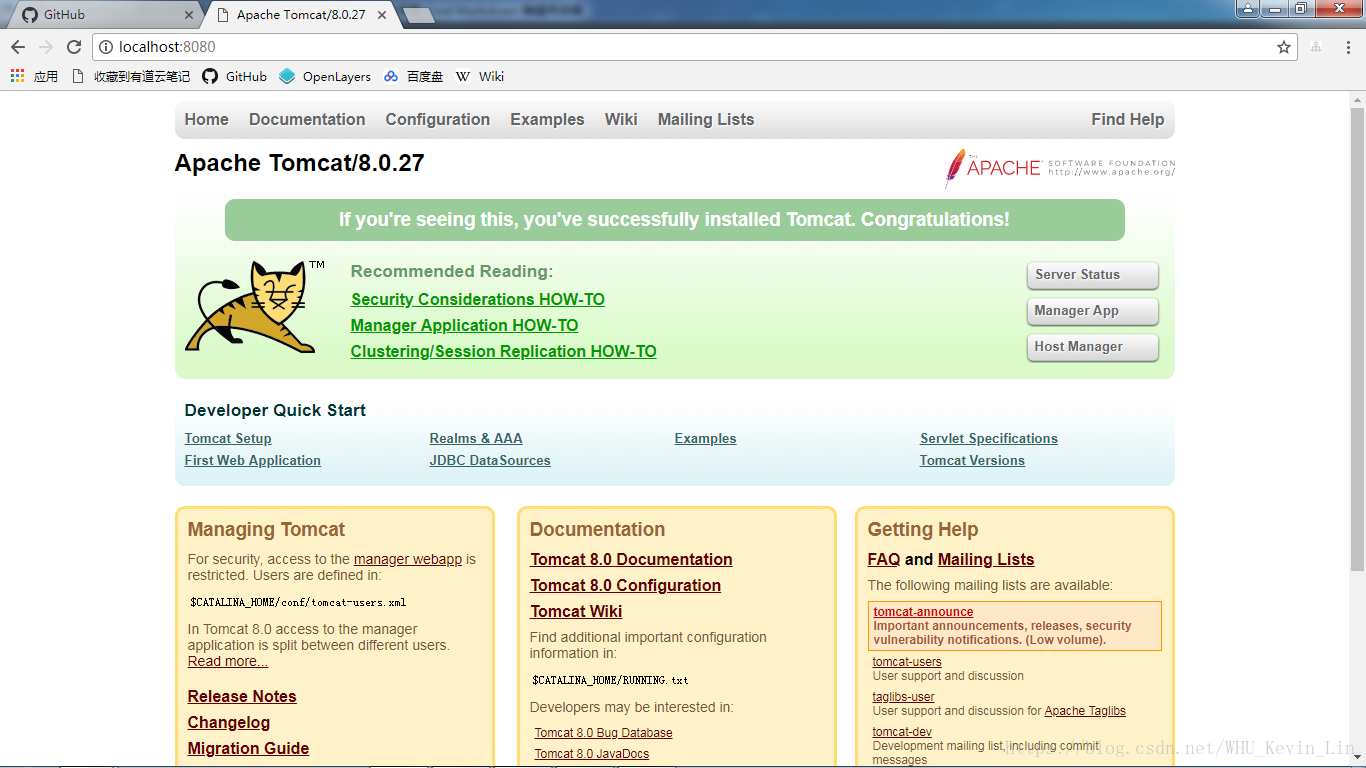 GitHub
Apache Tomcat/8.0.27
localhost:8080
应用 收藏到有道云笔记 GitHub OpenLayers 百度盘 W Wiki
Home Documentation Configuration Examples Wiki Mailing Lists Find Help
Apache Tomcat/8.0.27
THE APACHE SOFTWARE FOUNDATION
http://www.apache.org/
If you're seeing this, you've successfully installed Tomcat. Congratulations!
TM
Recommended Reading:
Security Considerations HOW-TO
Manager Application HOW-TO
Clustering/Session Replication HOW-TO
Server Status
Manager App
Host Manager
Developer Quick Start
Tomcat Setup
First Web Application
Realms & AAA
JDBC DataSources
Examples
Servlet Specifications
Tomcat Versions
Managing Tomcat
For security, access to the manager webapp is
restricted. Users are defined in:
$CATALINA_HOME/conf/tomcat-users.xml
In Tomcat 8.0 access to the manager
application is split between different users.
Read more...
Release Notes
Changelog
Migration Guide
Documentation
Tomcat 8.0 Documentation
Tomcat 8.0 Configuration
Tomcat Wiki
Find additional important configuration
information in:
$CATALINA_HOME/RUNNING.txt
Developers may be interested in:
Tomcat 8.0 Bug Database
Tomcat 8.0 JavaDocs
Getting Help
FAQ and Mailing Lists
The following mailing lists are available:
tomcat-announce
Important announcements, releases, security
vulnerability notifications. (Low volume).
tomcat-users
User support and discussion
taglibs-user
User support and discussion for Apache Taglibs
tomcat-dev
Development mailing list, including commit
messages
https://blog.csdn.net/WHU_Kevin_Lin